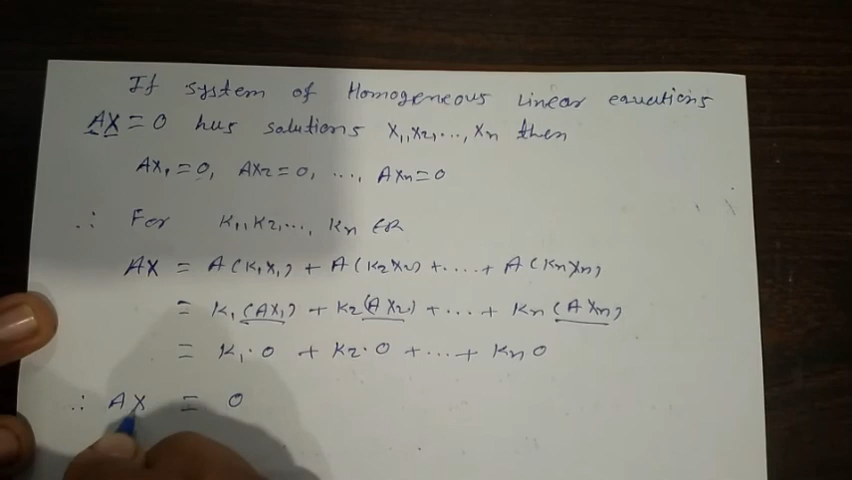 If system of Homogeneous Linear equations
AX = 0 has solutions X₁, X₂, ..., Xn then
AX₁ = 0, AX₂ = 0, ..., AXn = 0
∴ For K₁, K₂, ..., Kn ∈ R
AX = A(K₁X₁) + A(K₂X₂) + .... + A(KnXn)
= K₁(AX₁) + K₂(AX₂) + ... + Kn(AXn)
= K₁·0 + K₂·0 + ... + Kn0
∴ AX = 0